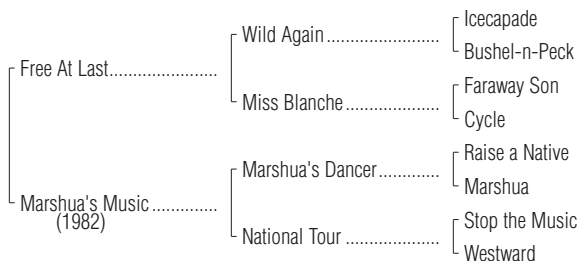 Icecapade
Wild Again
Bushel-n-Peck
Free At Last
Faraway Son
Miss Blanche
Cycle
Raise a Native
Marshua's Dancer
Marshua
Marshua's Music
(1982)
Stop the Music
National Tour
Westward